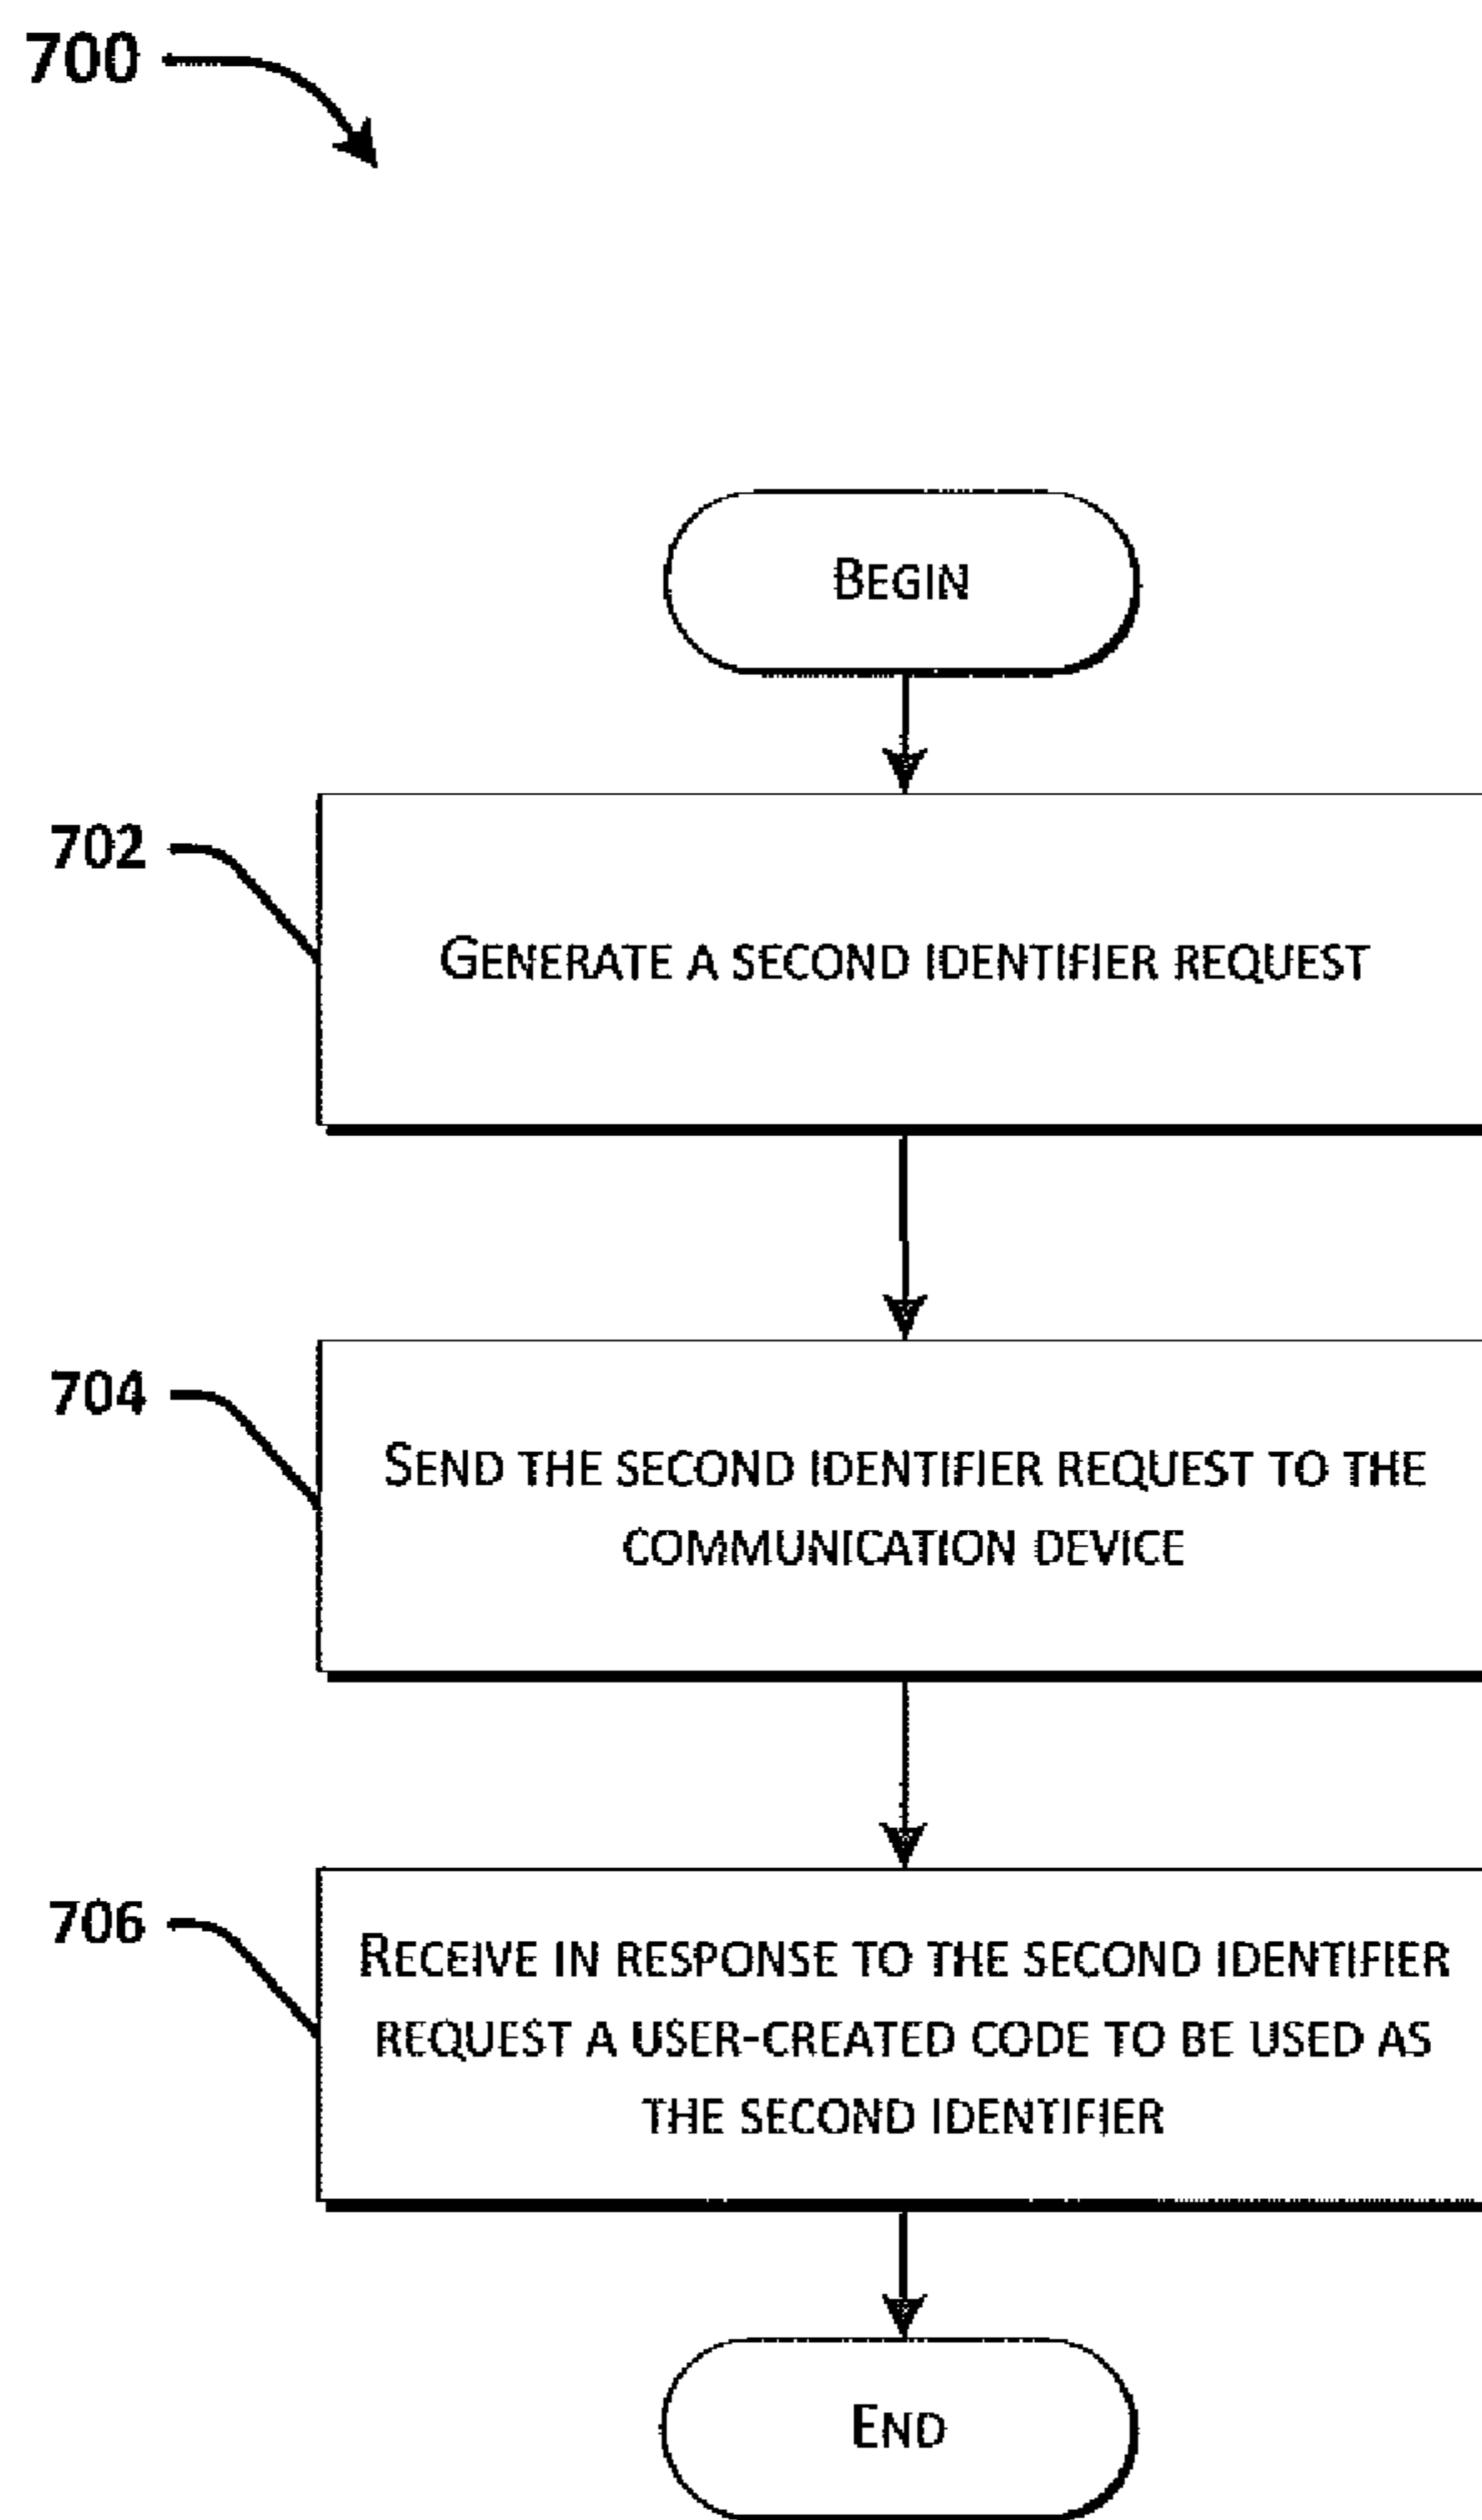 700
BEGIN
702
GENERATE A SECOND IDENTIFIER REQUEST
704
SEND THE SECOND IDENTIFIER REQUEST TO THE
COMMUNICATION DEVICE
706
RECEIVE IN RESPONSE TO THE SECOND IDENTIFIER
REQUEST A USER-CREATED CODE TO BE USED AS
THE SECOND IDENTIFIER
END